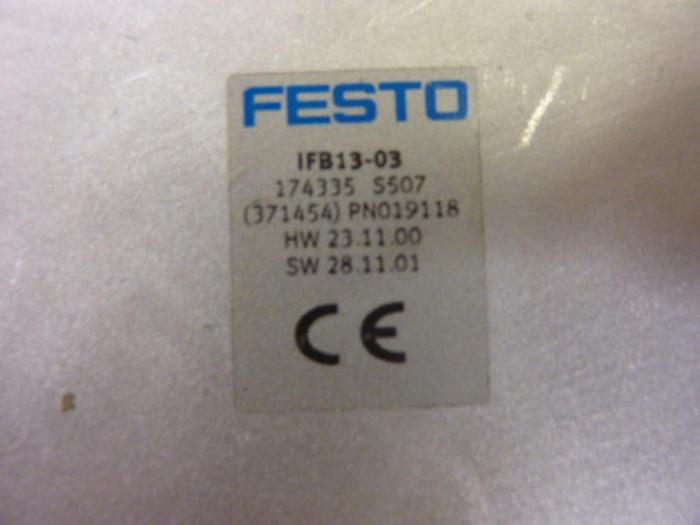 FESTO
IFB13-03
174335 S507
(371454) PN019118
HW 23.11.00
SW 28.11.01
CE